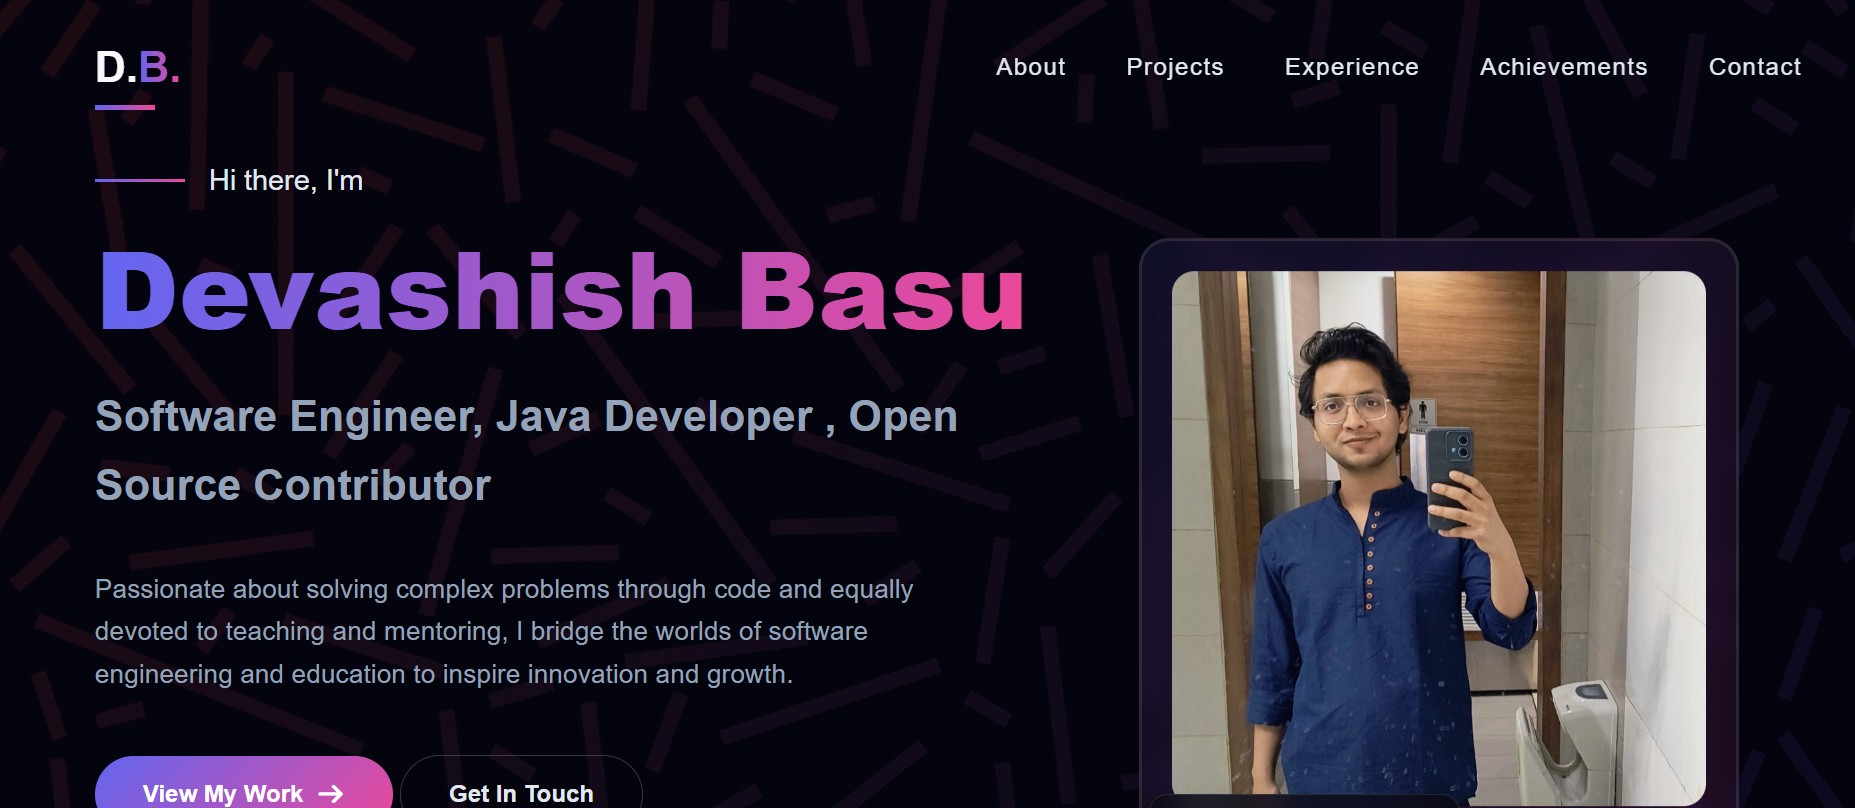 D.B.
About
Projects
Experience
Achievements
Contact
Hi there, I'm
Devashish Basu
Software Engineer, Java Developer , Open
Source Contributor
Passionate about solving complex problems through code and equally
devoted to teaching and mentoring, I bridge the worlds of software
engineering and education to inspire innovation and growth.
View My Work
Get In Touch